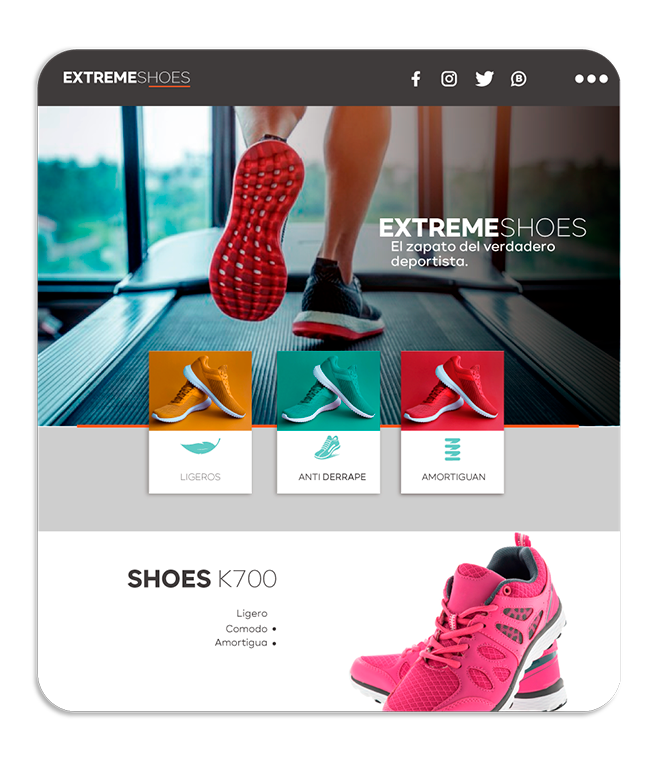 EXTREMESHOES
EXTREMESHOES
El zapato del verdadero
deportista.
LIGEROS
ANTI DERRAPE
AMORTIGUAN
SHOES K700
Ligero
Comodo •
Amortigua •